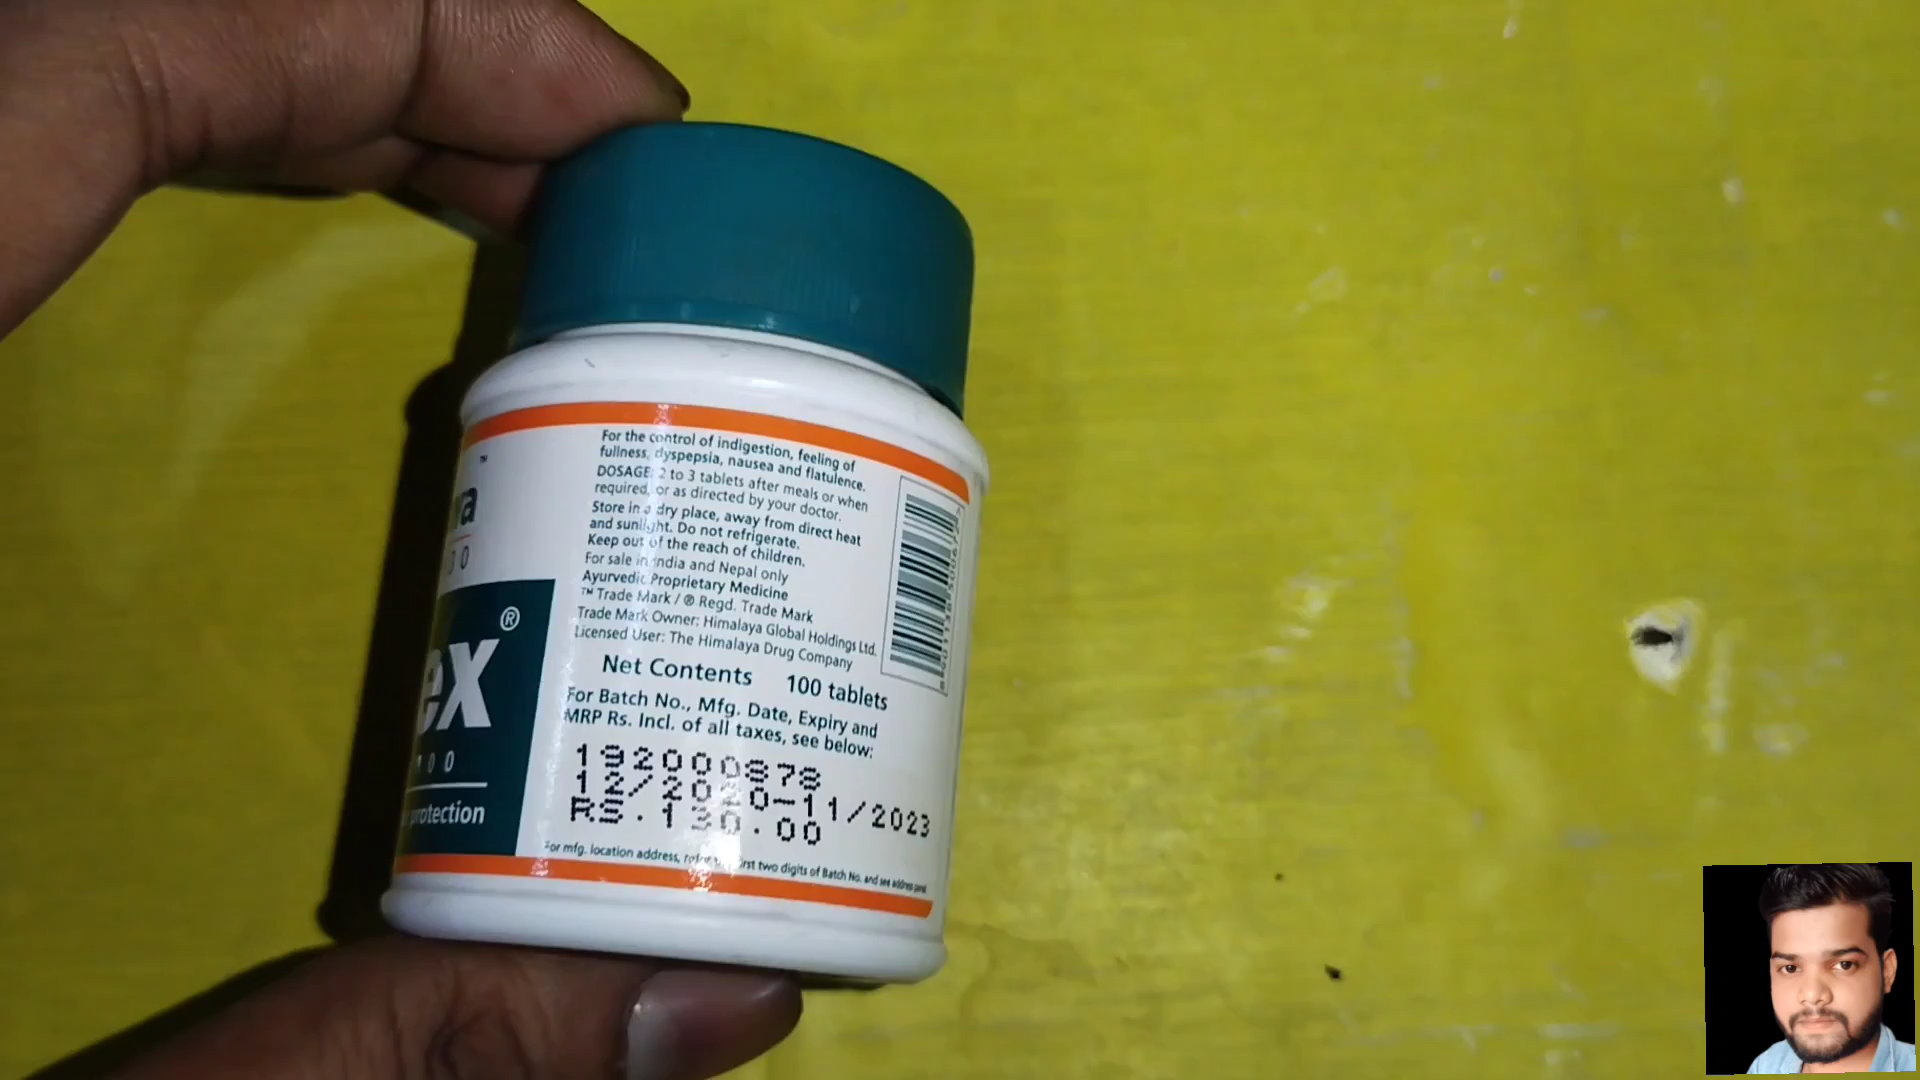 For the control of indigestion, feeling of
fullness, dyspepsia, nausea and flatulence.
DOSAGE: 2 to 3 tablets after meals or when
required, or as directed by your doctor.
Store in a dry place, away from direct heat
and sunlight. Do not refrigerate.
Keep out of the reach of children.
For sale in India and Nepal only
Ayurvedic Proprietary Medicine
™ Trade Mark / ® Regd. Trade Mark
Trade Mark Owner: Himalaya Global Holdings Ltd.
Licensed User: The Himalaya Drug Company
Net Contents 100 tablets
For Batch No., Mfg. Date, Expiry and
MRP Rs. Incl. of all taxes, see below:
192000878
12/2020-11/2023
RS.130.00
For mfg. location address, refer to first two digits of Batch No. and see address panel
™
30
ex®
00
protection